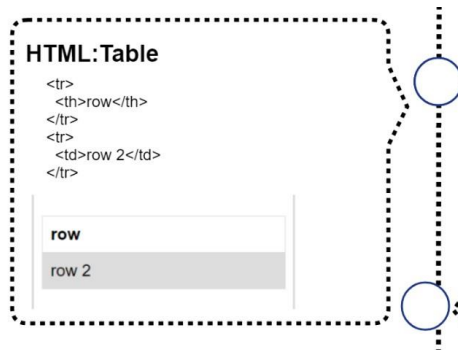 HTML:Table
<tr>
<th>row</th>
</tr>
<tr>
<td>row 2</td>
</tr>
row
row 2